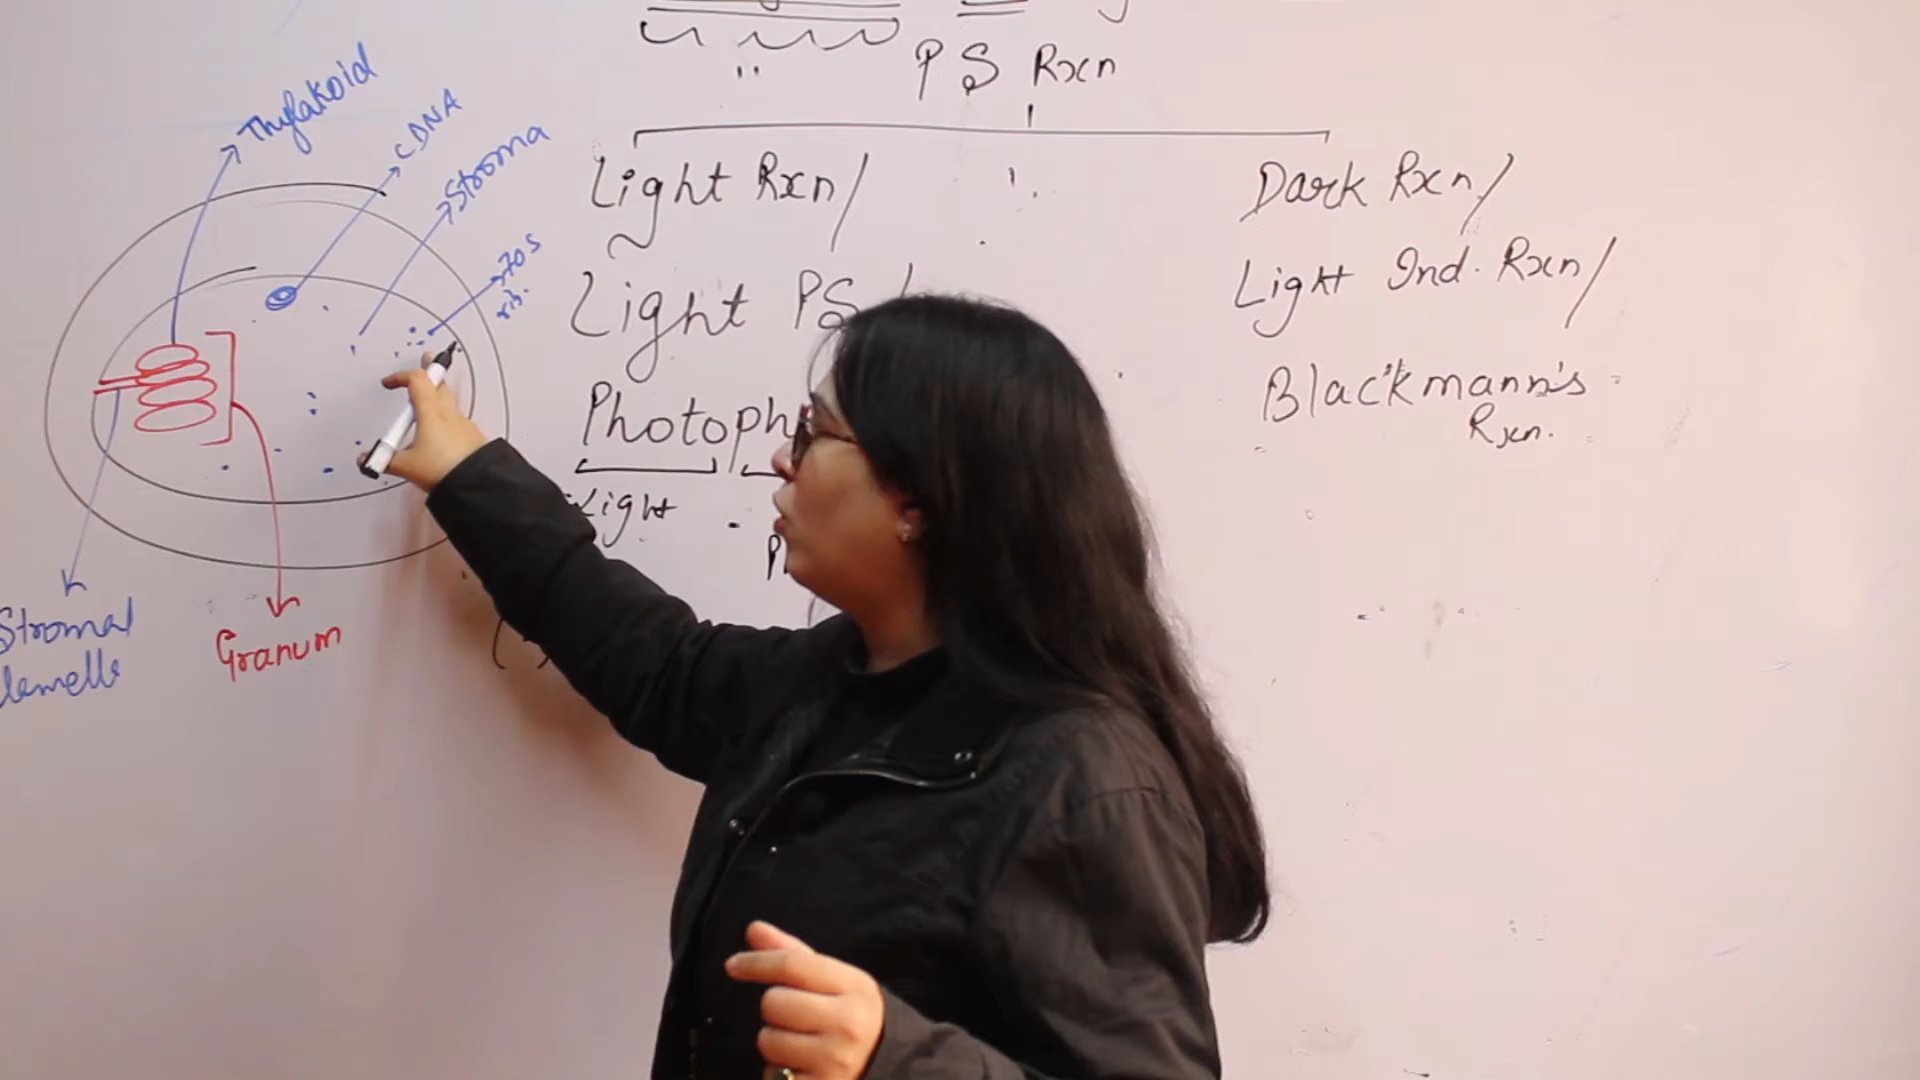 PS Rxn
Thylakoid
CDNA
Stroma
70s
rib.
Stromal
lamelle
Granum
Light Rxn/
Light PS /
Photoph
Light
Dark Rxn/
Light Ind. Rxn/
Blackmann's
Rxn.